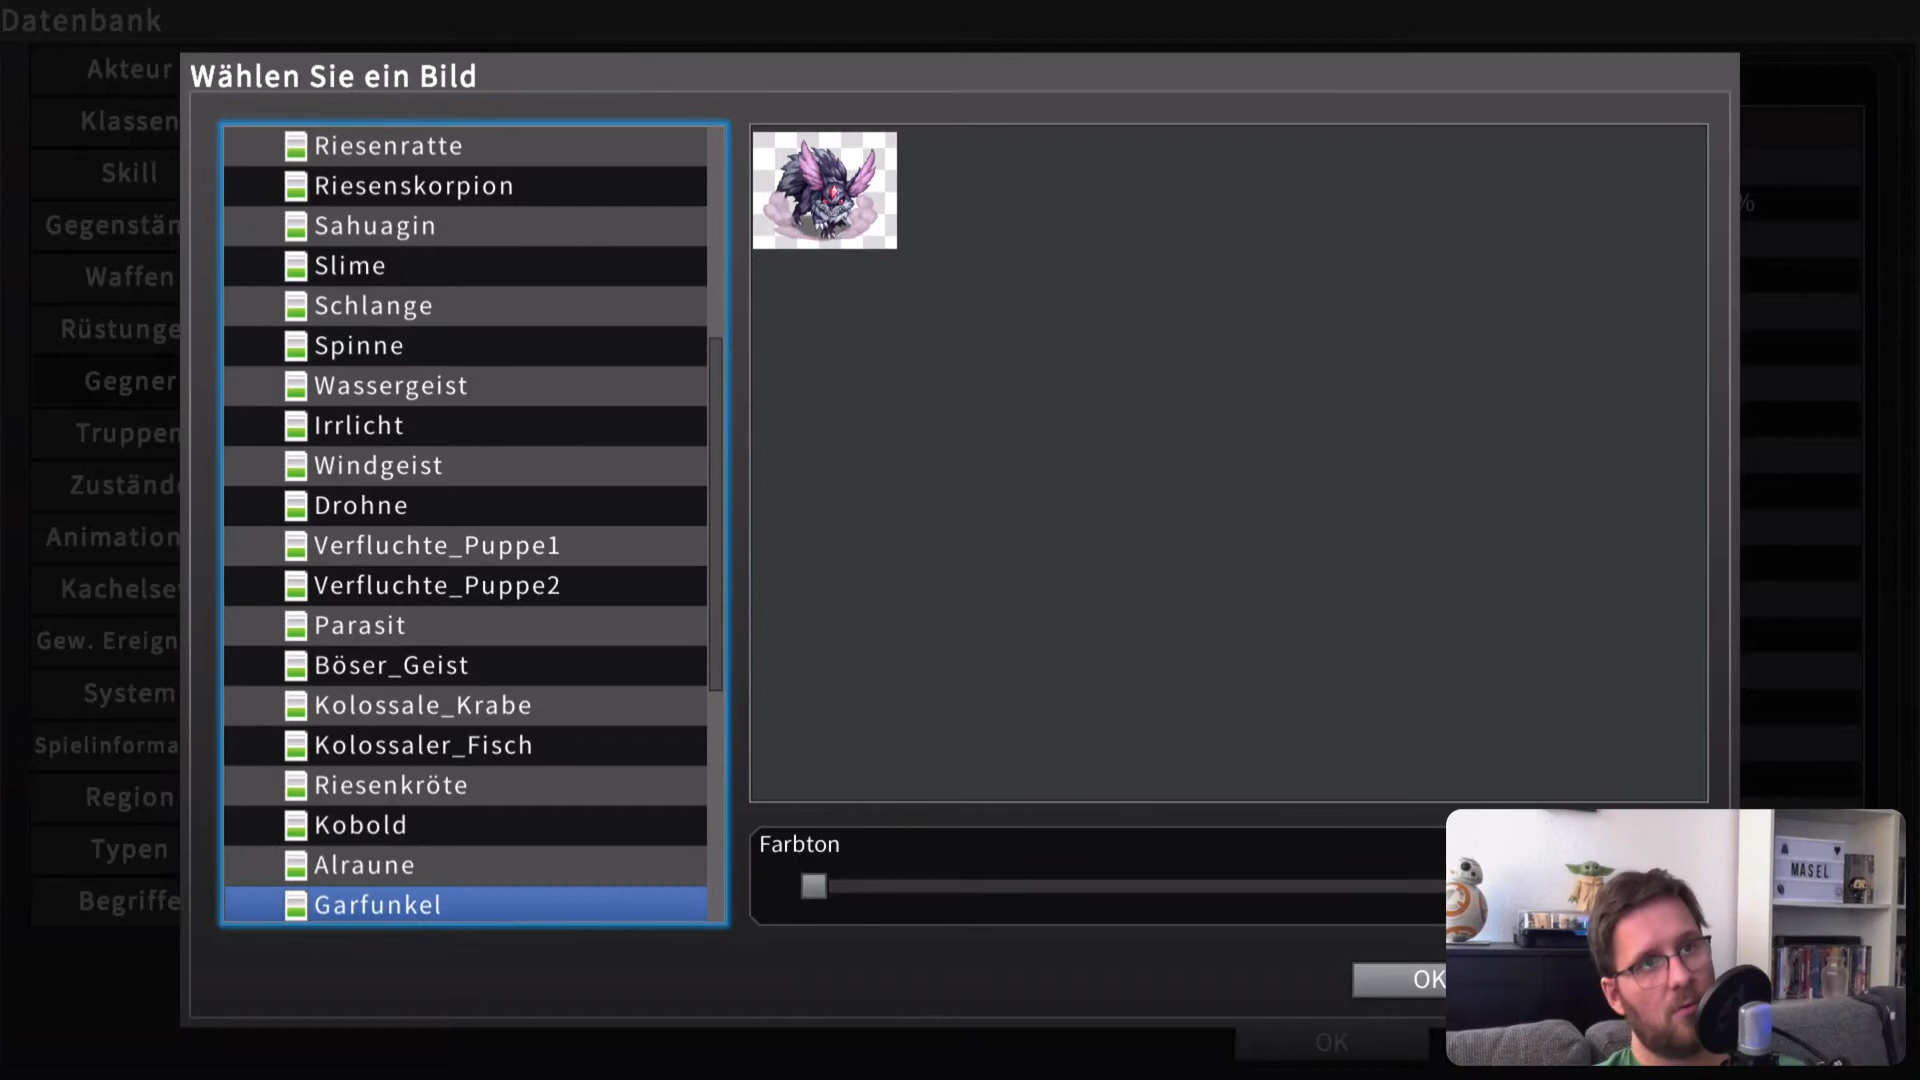 Datenbank
Wählen Sie ein Bild
Akteur
Klassen
Skill
Gegenstän
Waffen
Rüstunge
Gegner
Truppen
Zuständ
Animation
Kachelse
Gew. Ereign
System
Spielinforma
Region
Typen
Begriffe
Riesenratte
Riesenskorpion
Sahuagin
Slime
Schlange
Spinne
Wassergeist
Irrlicht
Windgeist
Drohne
Verfluchte_Puppe1
Verfluchte_Puppe2
Parasit
Böser_Geist
Kolossale_Krabe
Kolossaler_Fisch
Riesenkröte
Kobold
Alraune
Garfunkel
%
Farbton
OK
OK
MASEL